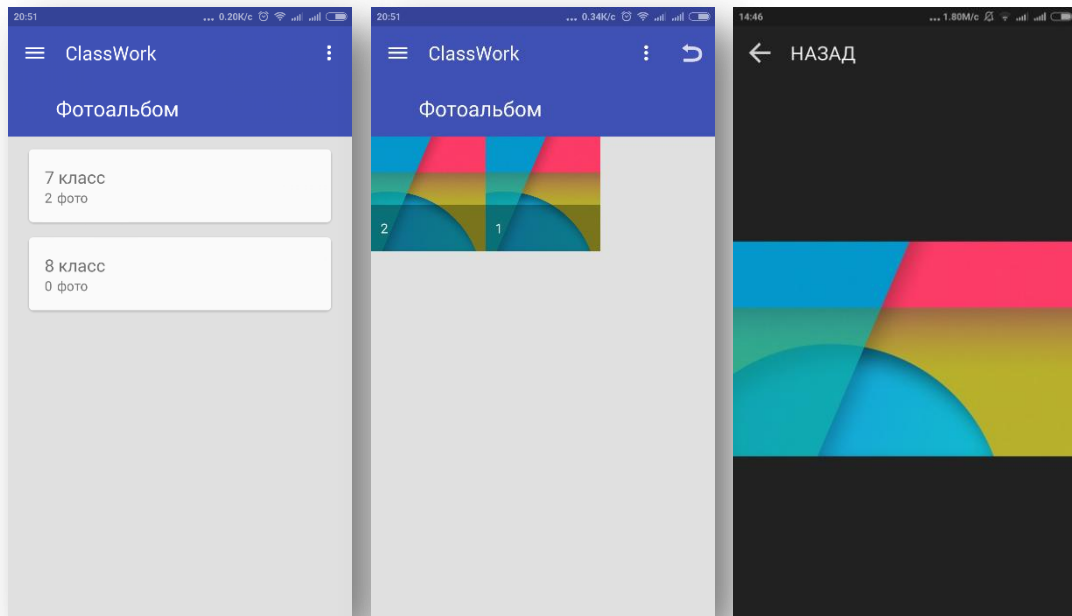 20:51 ... 0.20K/c
ClassWork
Фотоальбом
7 класс
2 фото
8 класс
0 фото
20:51 ... 0.34K/c
ClassWork
Фотоальбом
2 1
14:46 ... 1.80M/c
НАЗАД